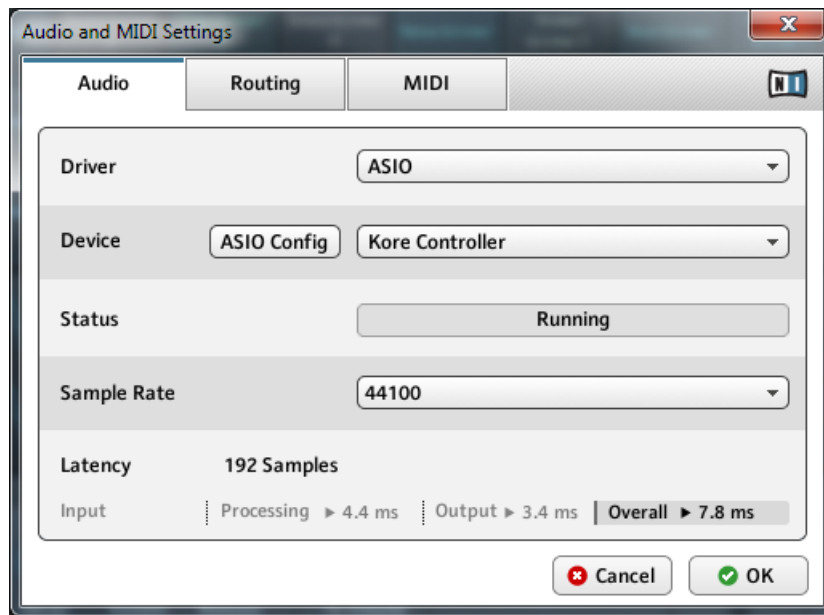 Audio and MIDI Settings
Audio Routing MIDI NI
Driver ASIO
Device ASIO Config Kore Controller
Status Running
Sample Rate 44100
Latency 192 Samples
Input Processing ▸ 4.4 ms Output ▸ 3.4 ms Overall ▸ 7.8 ms
Cancel OK